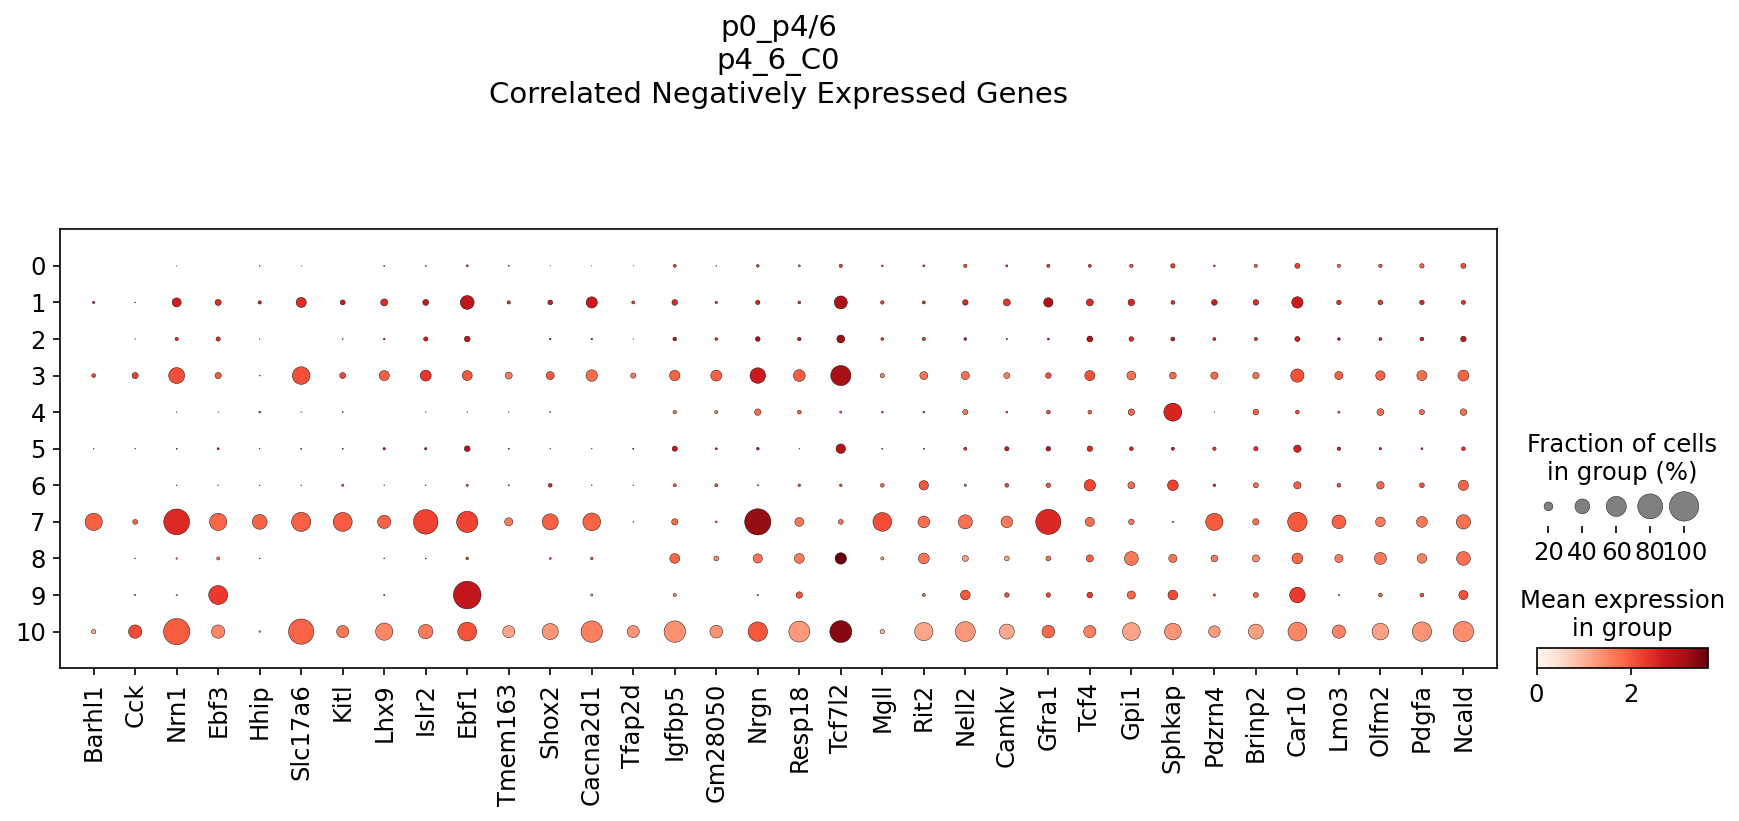 p0_p4/6
p4_6_C0
Correlated Negatively Expressed Genes
0
1
2
3
4
5
6
7
8
9
10
Barhl1
Cck
Nrn1
Ebf3
Hhip
Slc17a6
Kitl
Lhx9
Islr2
Ebf1
Tmem163
Shox2
Cacna2d1
Tfap2d
Igfbp5
Gm28050
Nrgn
Resp18
Tcf7l2
Mgll
Rit2
Nell2
Camkv
Gfra1
Tcf4
Gpi1
Sphkap
Pdzrn4
Brinp2
Car10
Lmo3
Olfm2
Pdgfa
Ncald
Fraction of cells
in group (%)
20 40 60 80 100
Mean expression
in group
0 2